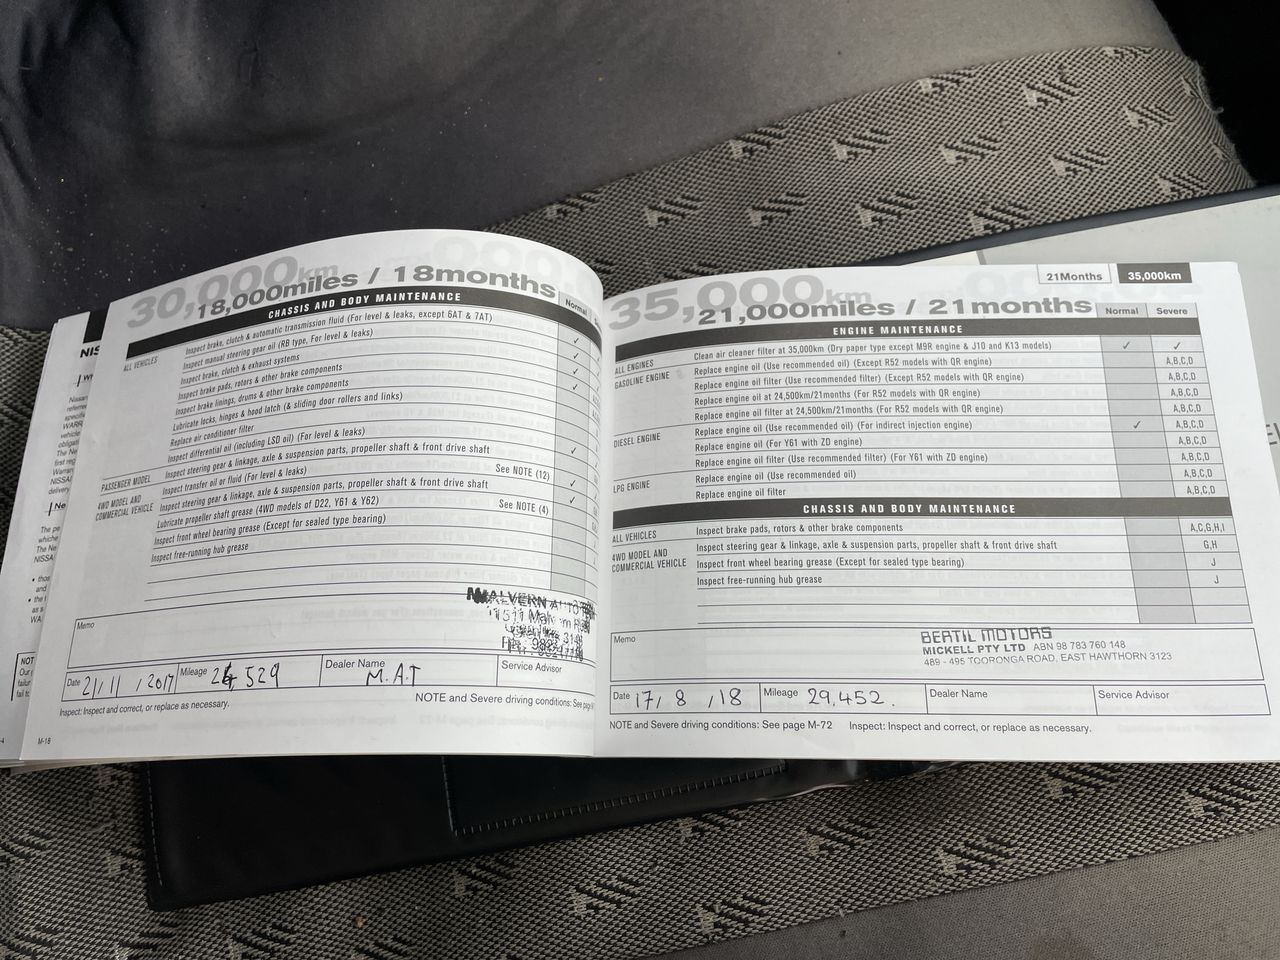 30,000km
18,000miles / 18months
CHASSIS AND BODY MAINTENANCE
Normal
ALL VEHICLES
Inspect brake, clutch & automatic transmission fluid (For level & leaks, except 6AT & 7AT) ✓
Inspect manual steering gear oil (RB type, For level & leaks) ✓
Inspect brake, clutch & exhaust systems ✓
Inspect brake pads, rotors & other brake components ✓
Inspect brake linings, drums & other brake components
Lubricate locks, hinges & hood latch (& sliding door rollers and links)
Replace air conditioner filter
Inspect differential oil (including LSD oil) (For level & leaks) ✓
PASSENGER MODEL
Inspect steering gear & linkage, axle & suspension parts, propeller shaft & front drive shaft
4WD MODEL AND COMMERCIAL VEHICLE
Inspect transfer oil or fluid (For level & leaks) See NOTE (12) ✓
Inspect steering gear & linkage, axle & suspension parts, propeller shaft & front drive shaft ✓
Lubricate propeller shaft grease (4WD models of D22, Y61 & Y62) See NOTE (4)
Inspect front wheel bearing grease (Except for sealed type bearing)
Inspect free-running hub grease
Memo
MALVERN AUTO
Date 21/11/2017 Mileage 24,529 Dealer Name M.A.T Service Advisor
NOTE and Severe driving conditions: See page
Inspect: Inspect and correct, or replace as necessary.
M-18
21Months 35,000km
35,000km
21,000miles / 21months
ENGINE MAINTENANCE Normal Severe
ALL ENGINES Clean air cleaner filter at 35,000km (Dry paper type except M9R engine & J10 and K13 models) ✓ ✓
GASOLINE ENGINE Replace engine oil (Use recommended oil) (Except R52 models with QR engine) A,B,C,D
Replace engine oil filter (Use recommended filter) (Except R52 models with QR engine) A,B,C,D
Replace engine oil at 24,500km/21months (For R52 models with QR engine) A,B,C,D
Replace engine oil filter at 24,500km/21months (For R52 models with QR engine) A,B,C,D
DIESEL ENGINE Replace engine oil (Use recommended oil) (For indirect injection engine) ✓ A,B,C,D
Replace engine oil (For Y61 with ZD engine) A,B,C,D
Replace engine oil filter (Use recommended filter) (For Y61 with ZD engine) A,B,C,D
LPG ENGINE Replace engine oil (Use recommended oil) A,B,C,D
Replace engine oil filter A,B,C,D
CHASSIS AND BODY MAINTENANCE
ALL VEHICLES Inspect brake pads, rotors & other brake components A,C,G,H,I
4WD MODEL AND COMMERCIAL VEHICLE Inspect steering gear & linkage, axle & suspension parts, propeller shaft & front drive shaft G,H
Inspect front wheel bearing grease (Except for sealed type bearing) J
Inspect free-running hub grease J
Memo
BERTIL MOTORS
MICKELL PTY LTD ABN 98 783 760 148
489 - 495 TOORONGA ROAD, EAST HAWTHORN 3123
Date 17/8/18 Mileage 29,452. Dealer Name Service Advisor
NOTE and Severe driving conditions: See page M-72 Inspect: Inspect and correct, or replace as necessary.